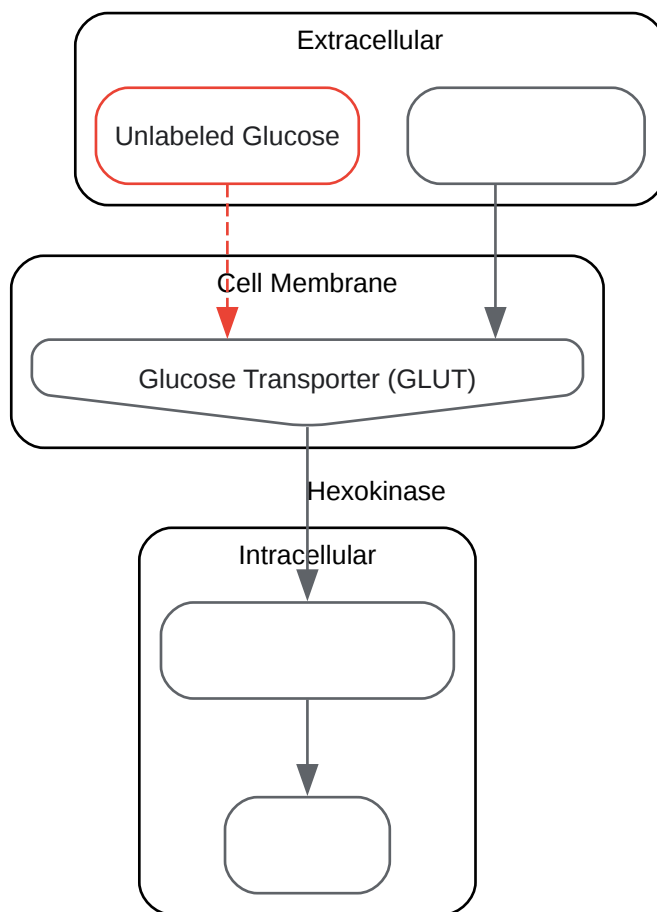 Extracellular
Unlabeled Glucose
Cell Membrane
Glucose Transporter (GLUT)
Hexokinase
Intracellular